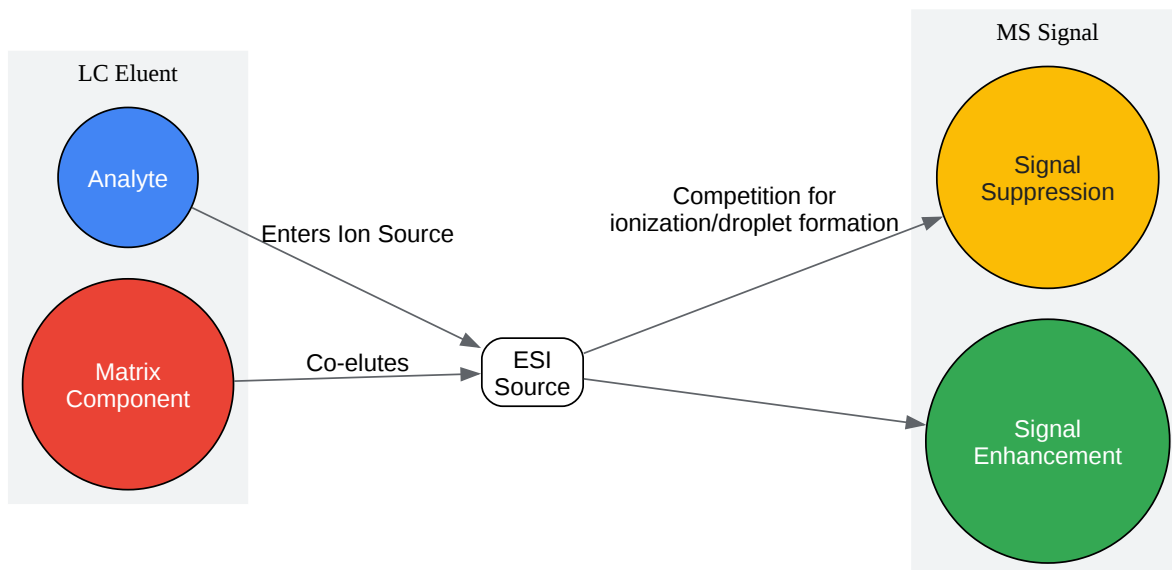 LC Eluent
Analyte
Matrix
Component
Enters Ion Source
Co-elutes
ESI
Source
Competition for
ionization/droplet formation
MS Signal
Signal
Suppression
Signal
Enhancement